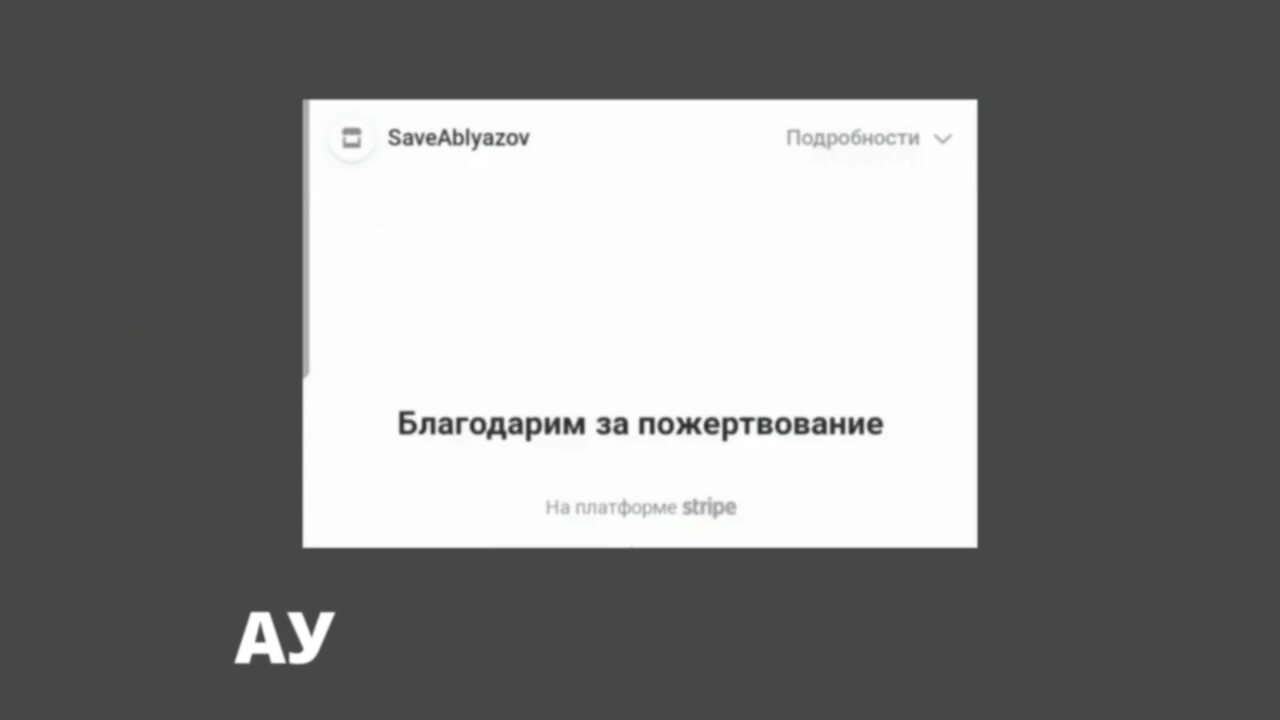 SaveAblyazov
Подробности
Благодарим за пожертвование
На платформе stripe
АУ